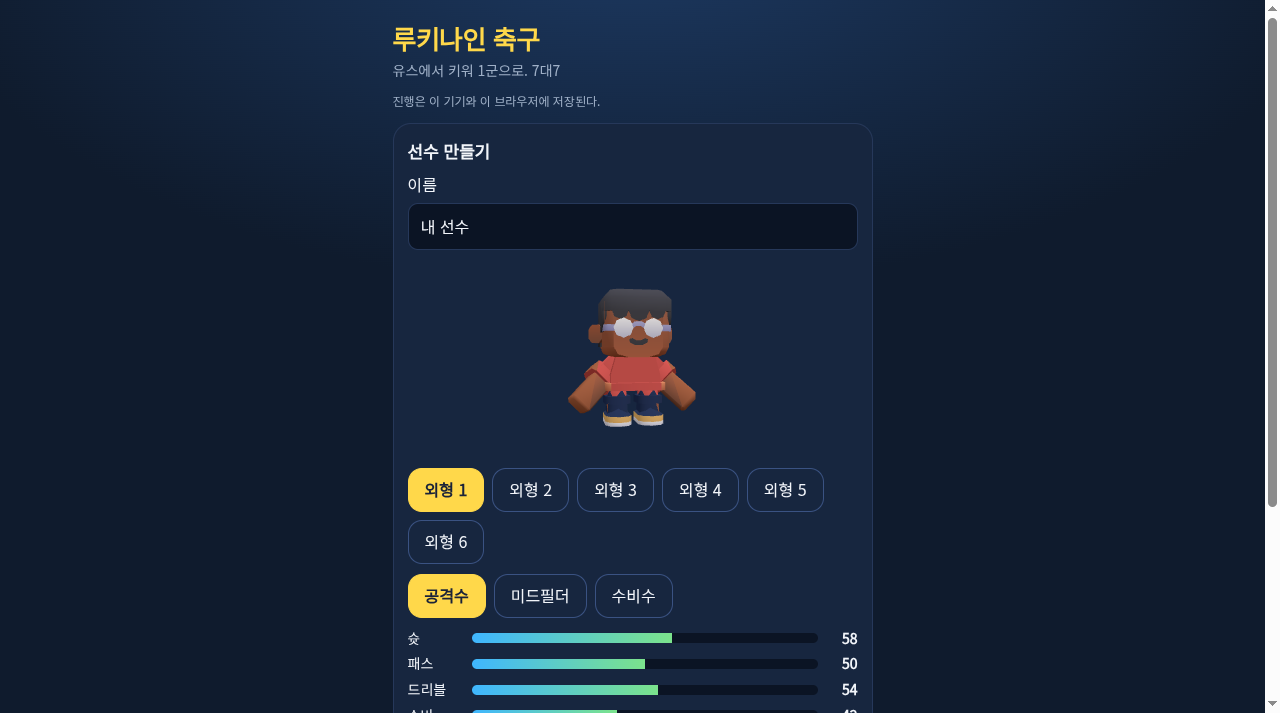 루키나인 축구
유스에서 키워 1군으로. 7대7
진행은 이 기기와 이 브라우저에 저장된다.
선수 만들기
이름
내 선수
외형 1
외형 2
외형 3
외형 4
외형 5
외형 6
공격수
미드필더
수비수
슛 58
패스 50
드리블 54